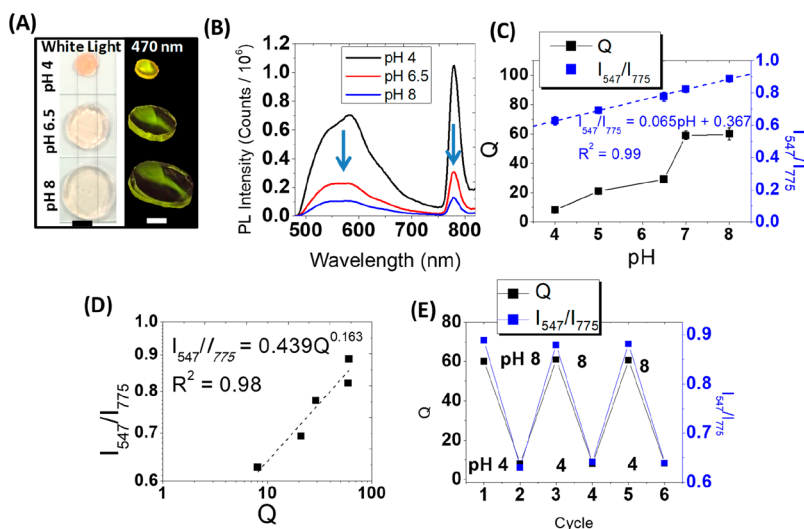 (A)
White Light 470 nm
pH 4
pH 6.5
pH 8
(B)
PL Intensity (Counts / 10⁶)
1.2
1.0
0.8
0.6
0.4
0.2
0.0
pH 4
pH 6.5
pH 8
500 600 700 800
Wavelength (nm)
(C)
Q
I₅₄₇/I₇₇₅
Q
100
80
60
40
20
0
I₅₄₇/I₇₇₅ = 0.065pH + 0.367
R² = 0.99
4 5 6 7 8
pH
1.0
0.8
0.6
0.4
0.2
0.0
I₅₄₇/I₇₇₅
(D)
I₅₄₇/I₇₇₅
1.0
0.9
0.8
0.7
0.6
I₅₄₇/I₇₇₅ = 0.439Q^0.163
R² = 0.98
1 10 100
Q
(E)
Q
I₅₄₇/I₇₇₅
Q
80
60
40
20
0
pH 8 8 8
pH 4 4 4
1 2 3 4 5 6
Cycle
0.9
0.8
0.7
0.6
I₅₄₇/I₇₇₅